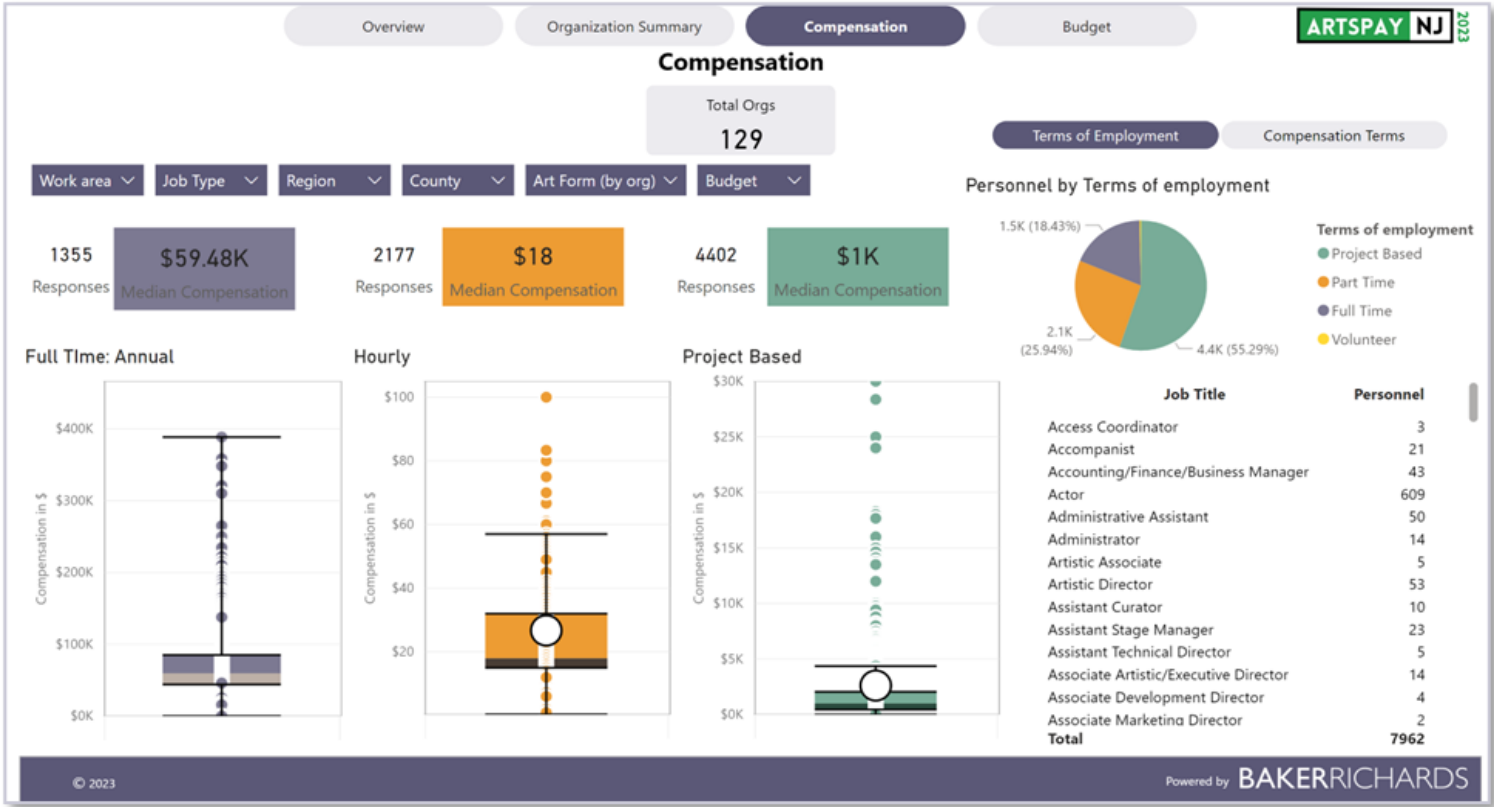 Overview
Organization Summary
Compensation
Budget
ARTSPAY NJ 2023
Compensation
Total Orgs
129
Terms of Employment
Compensation Terms
Work area
Job Type
Region
County
Art Form (by org)
Budget
1355
Responses
$59.48K
Median Compensation
2177
Responses
$18
Median Compensation
4402
Responses
$1K
Median Compensation
Personnel by Terms of employment
1.5K (18.43%)
2.1K
(25.94%)
4.4K (55.29%)
Terms of employment
Project Based
Part Time
Full Time
Volunteer
Full TIme: Annual
Compensation in $
$400K
$300K
$200K
$100K
$0K
Hourly
Compensation in $
$100
$80
$60
$40
$20
Project Based
Compensation in $
$30K
$25K
$20K
$15K
$10K
$5K
$0K
Job Title Personnel
Access Coordinator 3
Accompanist 21
Accounting/Finance/Business Manager 43
Actor 609
Administrative Assistant 50
Administrator 14
Artistic Associate 5
Artistic Director 53
Assistant Curator 10
Assistant Stage Manager 23
Assistant Technical Director 5
Associate Artistic/Executive Director 14
Associate Development Director 4
Associate Marketing Director 2
Total 7962
© 2023
Powered by BAKERRICHARDS